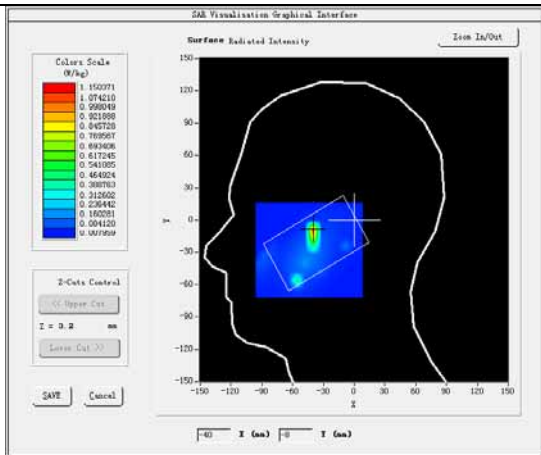 SAR Visualisation Graphical Interface
Surface Radiated Intensity
Zoom In/Out
Colors Scale
(W/kg)
1.150371
1.074210
0.998049
0.921888
0.845728
0.769567
0.693406
0.617245
0.541085
0.464924
0.388763
0.312602
0.236442
0.160281
0.084120
0.007959
150
120
90
60
30
0
-30
-60
-90
-120
-150
Y
-150 -120 -90 -60 -30 0 30 60 90 120 150
X
Z-Cuts Control
<< Upper Cut
Z = 3.2 mm
Lower Cut >>
SAVE Cancel
-40 X (mm) -8 Y (mm)